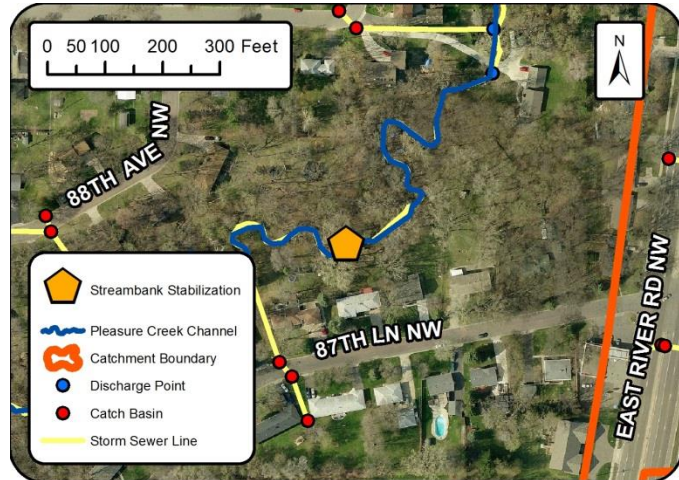 0 50 100 200 300 Feet
N
88TH AVE NW
Streambank Stabilization
Pleasure Creek Channel
Catchment Boundary
Discharge Point
Catch Basin
Storm Sewer Line
87TH LN NW
EAST RIVER RD NW